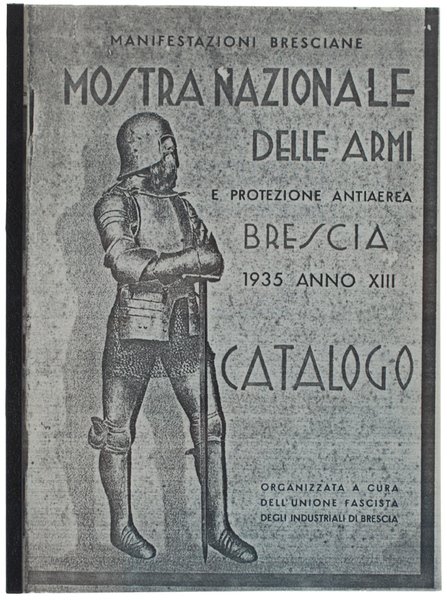 MANIFESTAZIONI BRESCIANE
MOSTRA NAZIONALE
DELLE ARMI
E PROTEZIONE ANTIAEREA
BRESCIA
1935 ANNO XIII
CATALOGO
ORGANIZZATA A CURA
DELL'UNIONE FASCISTA
DEGLI INDUSTRIALI DI BRESCIA